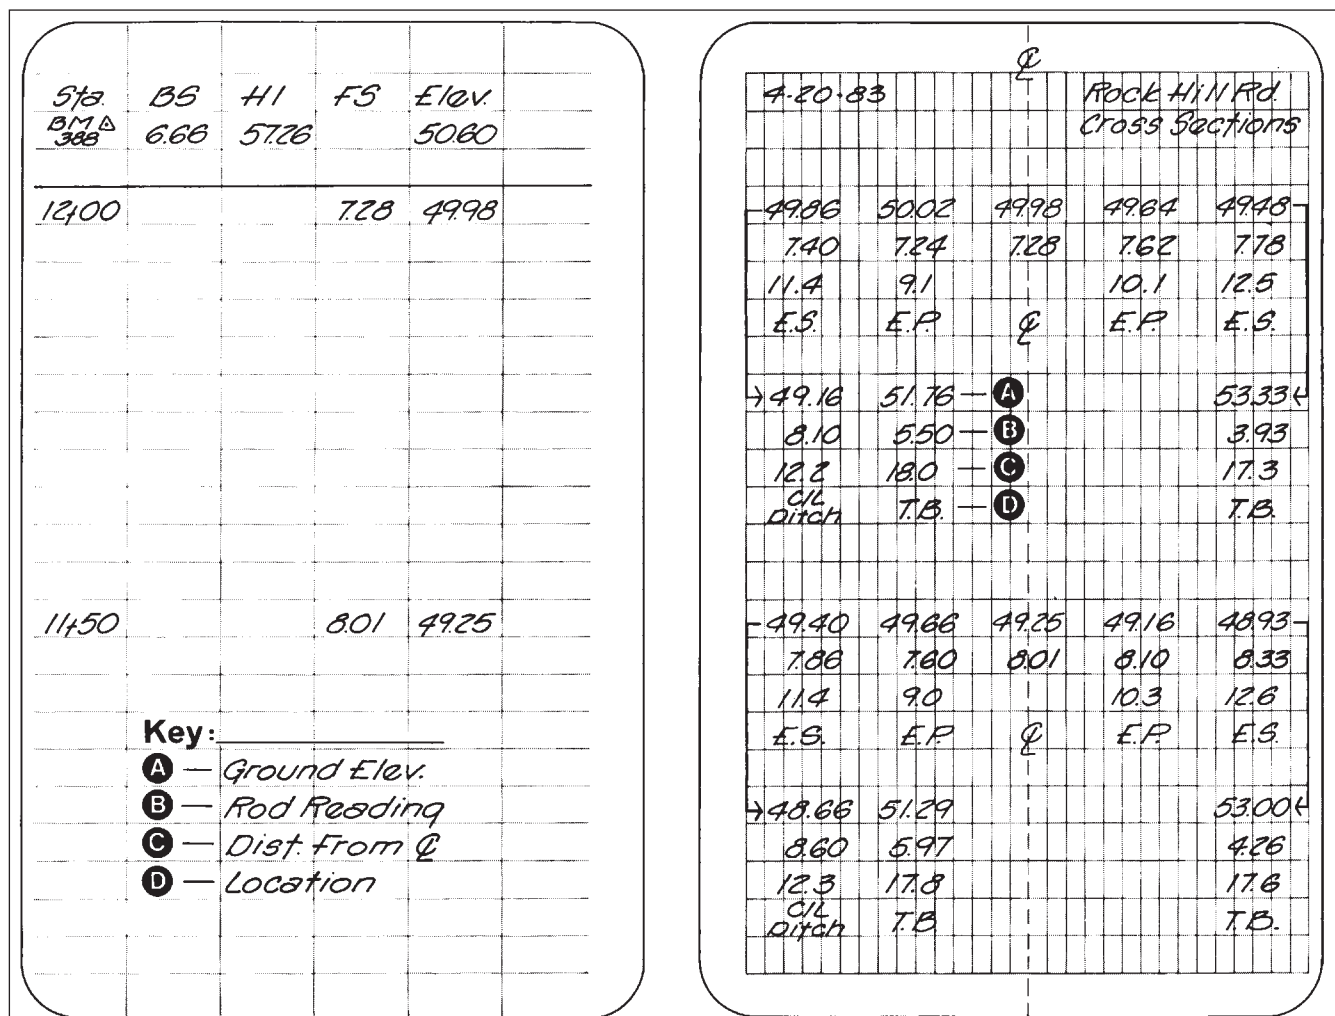 Sta. BS HI FS Elev.
BM △ 388 6.66 57.26 50.60
12+00 7.28 49.98
11+50 8.01 49.25
Key:
A — Ground Elev.
B — Rod Reading
C — Dist. From ℄
D — Location
℄
4·20·83 Rock Hill Rd.
Cross Sections
49.86 50.02 49.98 49.64 49.48
7.40 7.24 7.28 7.62 7.78
11.4 9.1 10.1 12.5
E.S. E.P. ℄ E.P. E.S.
→49.16 51.76 — A 53.33←
8.10 5.50 — B 3.93
12.2 18.0 — C 17.3
C/L Ditch T.B. — D T.B.
49.40 49.66 49.25 49.16 48.93
7.86 7.60 8.01 8.10 8.33
11.4 9.0 10.3 12.6
E.S. E.P. ℄ E.P. E.S.
→48.66 51.29 53.00←
8.60 5.97 4.26
12.3 17.8 17.6
C/L Ditch T.B. T.B.